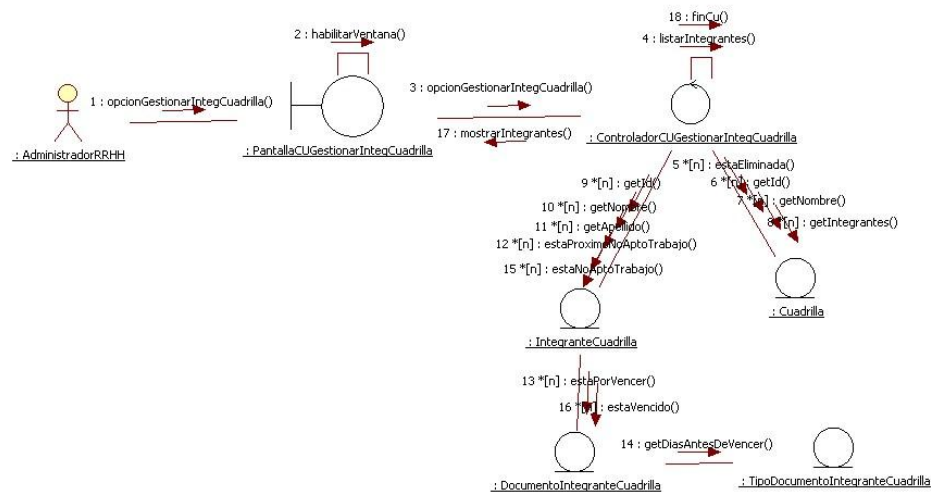 18 : finCu()
2 : habilitarVentana()
4 : listarIntegrantes()
3 : opcionGestionarIntegCuadrilla()
1 : opcionGestionarIntegCuadrilla()
17 : mostrarIntegrantes()
: AdministradorRRHH
: PantallaCUGestionarIntegCuadrilla
: ControladorCUGestionarIntegCuadrilla
5 *[n] : estaEliminada()
9 *[n] : getId()
6 *[n] : getId()
7 *[n] : getNombre()
10 *[n] : getNombre()
8 *[n] : getIntegrantes()
11 *[n] : getApellido()
12 *[n] : estaProximoNoAptoTrabajo()
15 *[n] : estaNoAptoTrabajo()
: Cuadrilla
: IntegranteCuadrilla
13 *[n] : estaPorVencer()
16 *[n] : estaVencido()
14 : getDiasAntesDeVencer()
: DocumentoIntegranteCuadrilla
: TipoDocumentoIntegranteCuadrilla